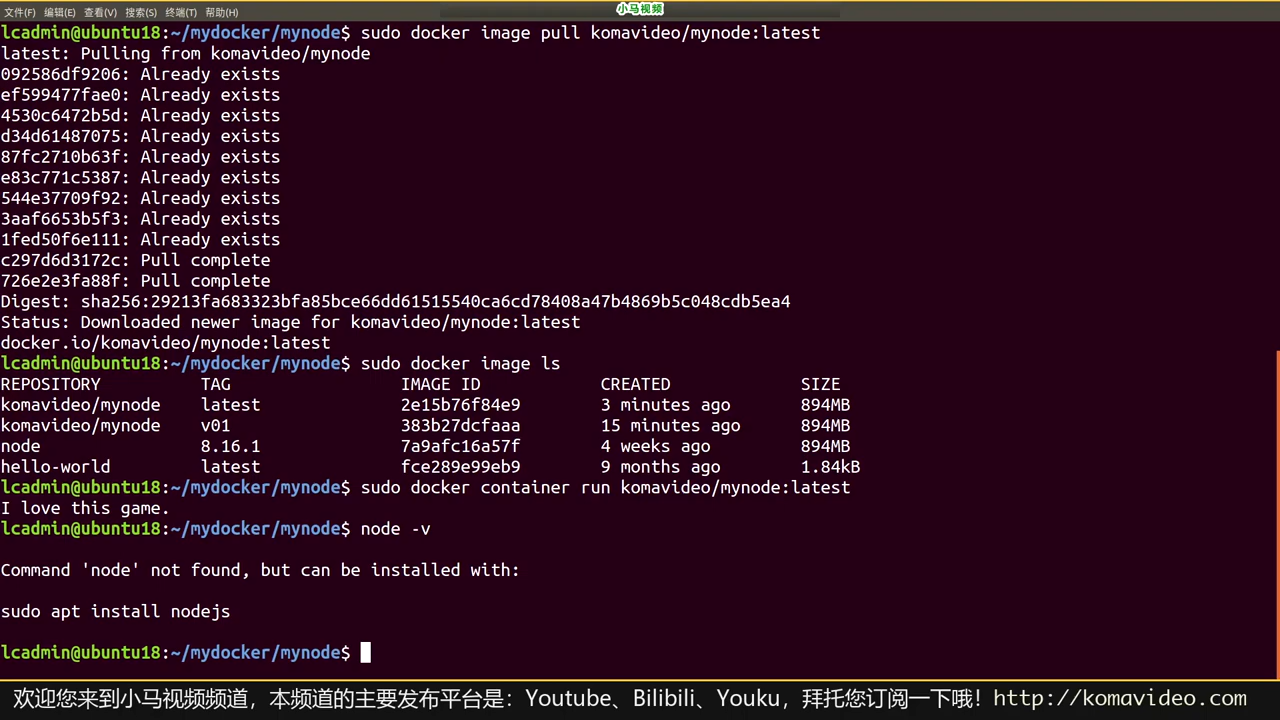 小马视频
文件(F) 编辑(E) 查看(V) 搜索(S) 终端(T) 帮助(H)
lcadmin@ubuntu18:~/mydocker/mynode$ sudo docker image pull komavideo/mynode:latest
latest: Pulling from komavideo/mynode
092586df9206: Already exists
ef599477fae0: Already exists
4530c6472b5d: Already exists
d34d61487075: Already exists
87fc2710b63f: Already exists
e83c771c5387: Already exists
544e37709f92: Already exists
3aaf6653b5f3: Already exists
1fed50f6e111: Already exists
c297d6d3172c: Pull complete
726e2e3fa88f: Pull complete
Digest: sha256:29213fa683323bfa85bce66dd61515540ca6cd78408a47b4869b5c048cdb5ea4
Status: Downloaded newer image for komavideo/mynode:latest
docker.io/komavideo/mynode:latest
lcadmin@ubuntu18:~/mydocker/mynode$ sudo docker image ls
REPOSITORY TAG IMAGE ID CREATED SIZE
komavideo/mynode latest 2e15b76f84e9 3 minutes ago 894MB
komavideo/mynode v01 383b27dcfaaa 15 minutes ago 894MB
node 8.16.1 7a9afc16a57f 4 weeks ago 894MB
hello-world latest fce289e99eb9 9 months ago 1.84kB
lcadmin@ubuntu18:~/mydocker/mynode$ sudo docker container run komavideo/mynode:latest
I love this game.
lcadmin@ubuntu18:~/mydocker/mynode$ node -v
Command 'node' not found, but can be installed with:
sudo apt install nodejs
lcadmin@ubuntu18:~/mydocker/mynode$
欢迎您来到小马视频频道，本频道的主要发布平台是：Youtube、Bilibili、Youku，拜托您订阅一下哦！http://komavideo.com